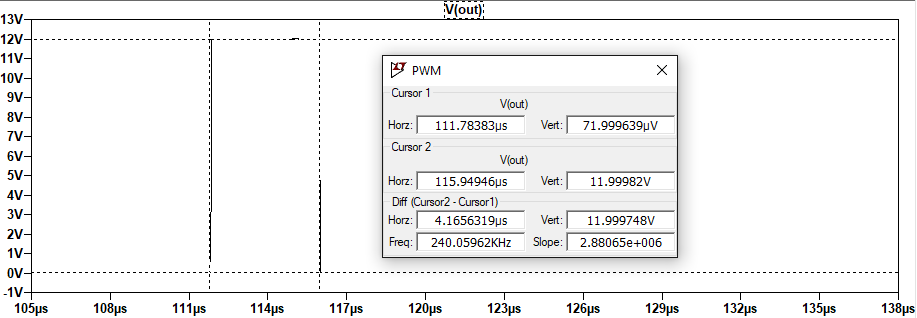 V(out)
13V
12V
11V
10V
9V
8V
7V
6V
5V
4V
3V
2V
1V
0V
-1V
105µs 108µs 111µs 114µs 117µs 120µs 123µs 126µs 129µs 132µs 135µs 138µs
PWM
Cursor 1
V(out)
Horz: 111.78383µs Vert: 71.999639µV
Cursor 2
V(out)
Horz: 115.94946µs Vert: 11.99982V
Diff (Cursor2 - Cursor1)
Horz: 4.1656319µs Vert: 11.999748V
Freq: 240.05962KHz Slope: 2.88065e+006